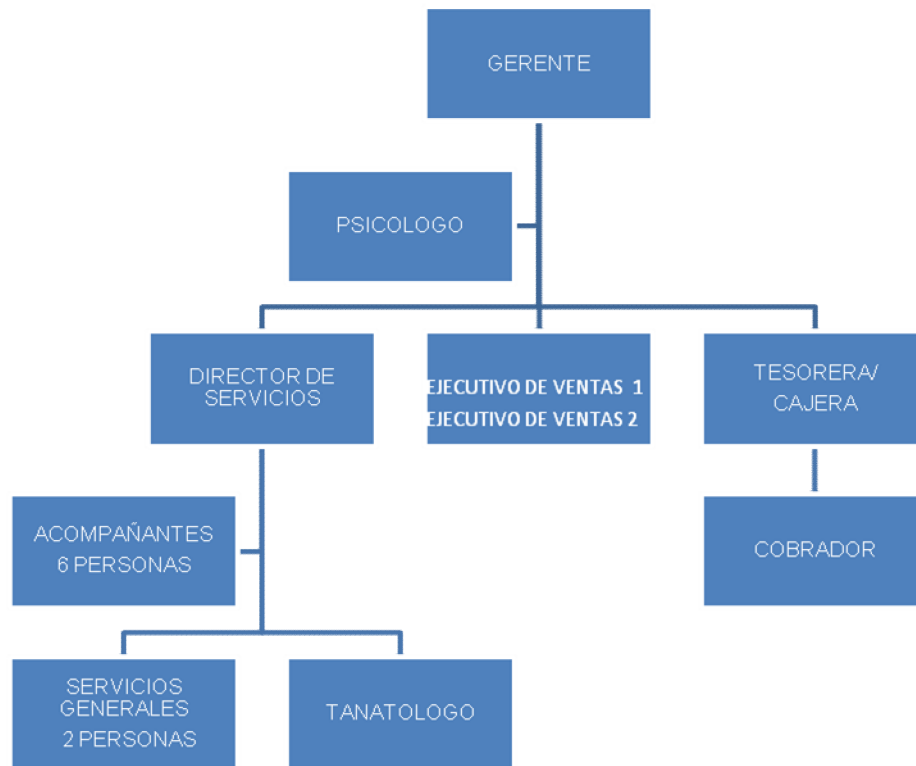 GERENTE
PSICOLOGO
DIRECTOR DE
SERVICIOS
EJECUTIVO DE VENTAS 1
EJECUTIVO DE VENTAS 2
TESORERA/
CAJERA
ACOMPAÑANTES
6 PERSONAS
COBRADOR
SERVICIOS
GENERALES
2 PERSONAS
TANATOLOGO